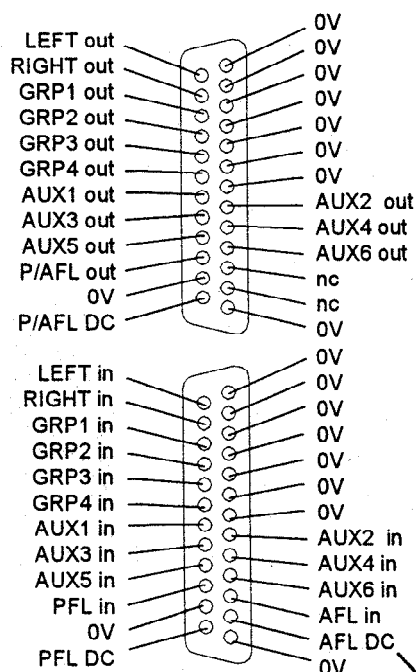 0V
LEFT out
0V
RIGHT out
0V
GRP1 out
0V
GRP2 out
0V
GRP3 out
0V
GRP4 out
0V
AUX1 out
AUX2 out
AUX3 out
AUX4 out
AUX5 out
AUX6 out
P/AFL out
nc
0V
nc
P/AFL DC
0V
0V
LEFT in
0V
RIGHT in
0V
GRP1 in
0V
GRP2 in
0V
GRP3 in
0V
GRP4 in
0V
AUX1 in
AUX2 in
AUX3 in
AUX4 in
AUX5 in
AUX6 in
PFL in
AFL in
0V
AFL DC
PFL DC
0V